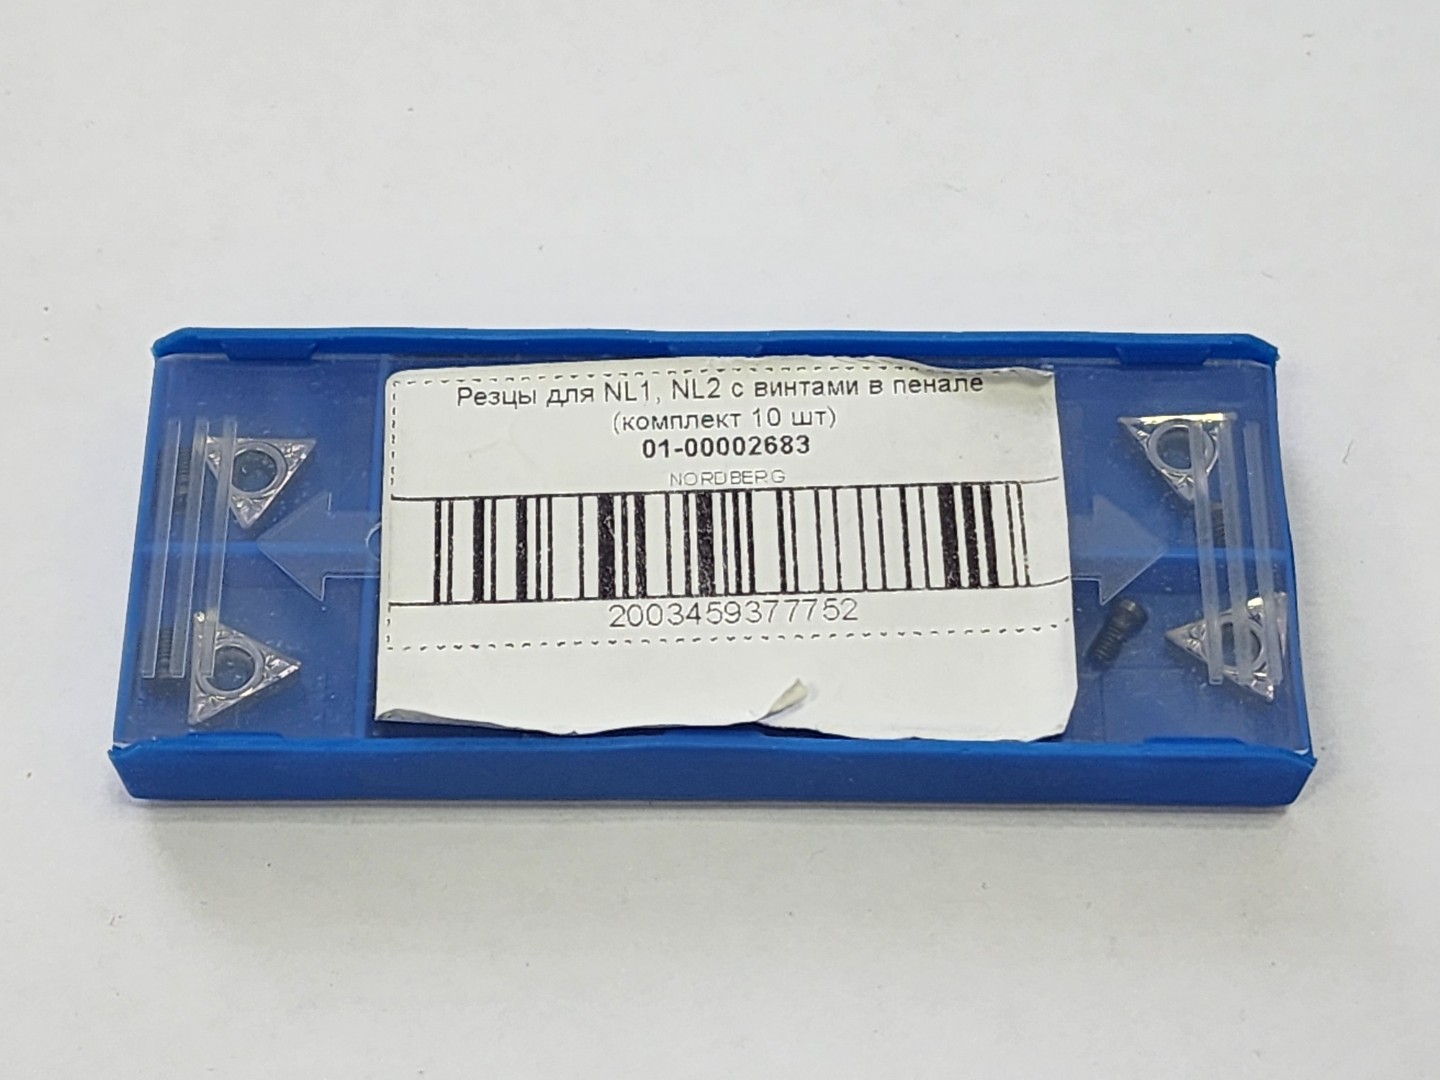 Резцы для NL1, NL2 с винтами в пенале
(комплект 10 шт)
01-00002683
NORDBERG
2003459377752